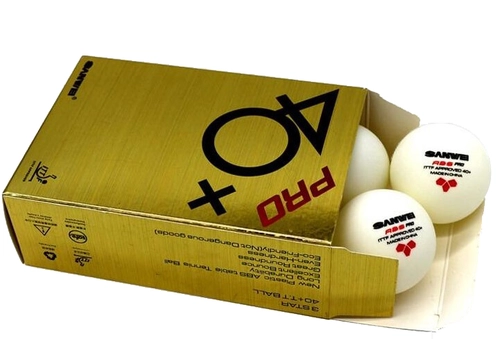 SANWEI
40+
PRO
3 STAR
40+ T.T BALL
New Plastic ABS table Tennis Ball
Long Durability
Excellent Bounce
Great Roundness
Even-Hardness
Eco-Friendly(Not Dangerous goods)
SANWEI
ABS PRO
ITTF APPROVED 40+
MADE IN CHINA
SANWEI
ABS PRO
ITTF APPROVED 40+
MADE IN CHINA